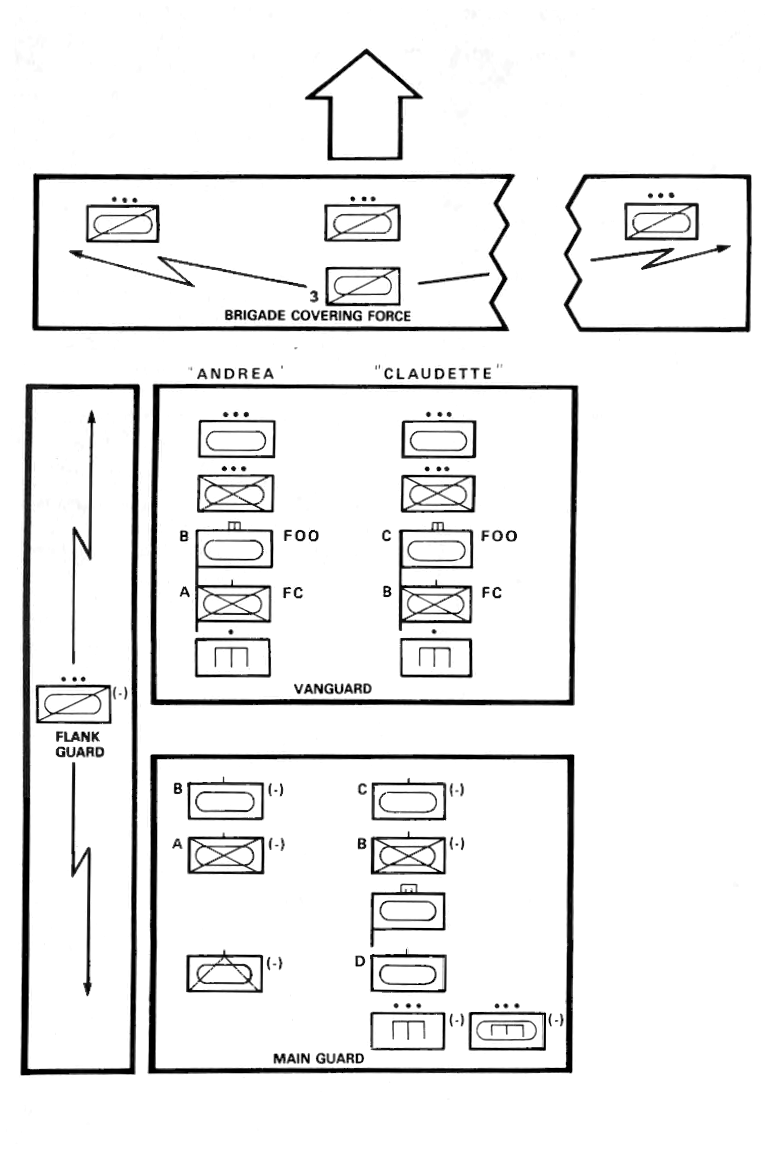 3
BRIGADE COVERING FORCE
"ANDREA' "CLAUDETTE"
B FOO C FOO
A FC B FC
VANGUARD
(-)
FLANK
GUARD
B (-) C (-)
A (-) B (-)
(-) D
(-) (-)
MAIN GUARD